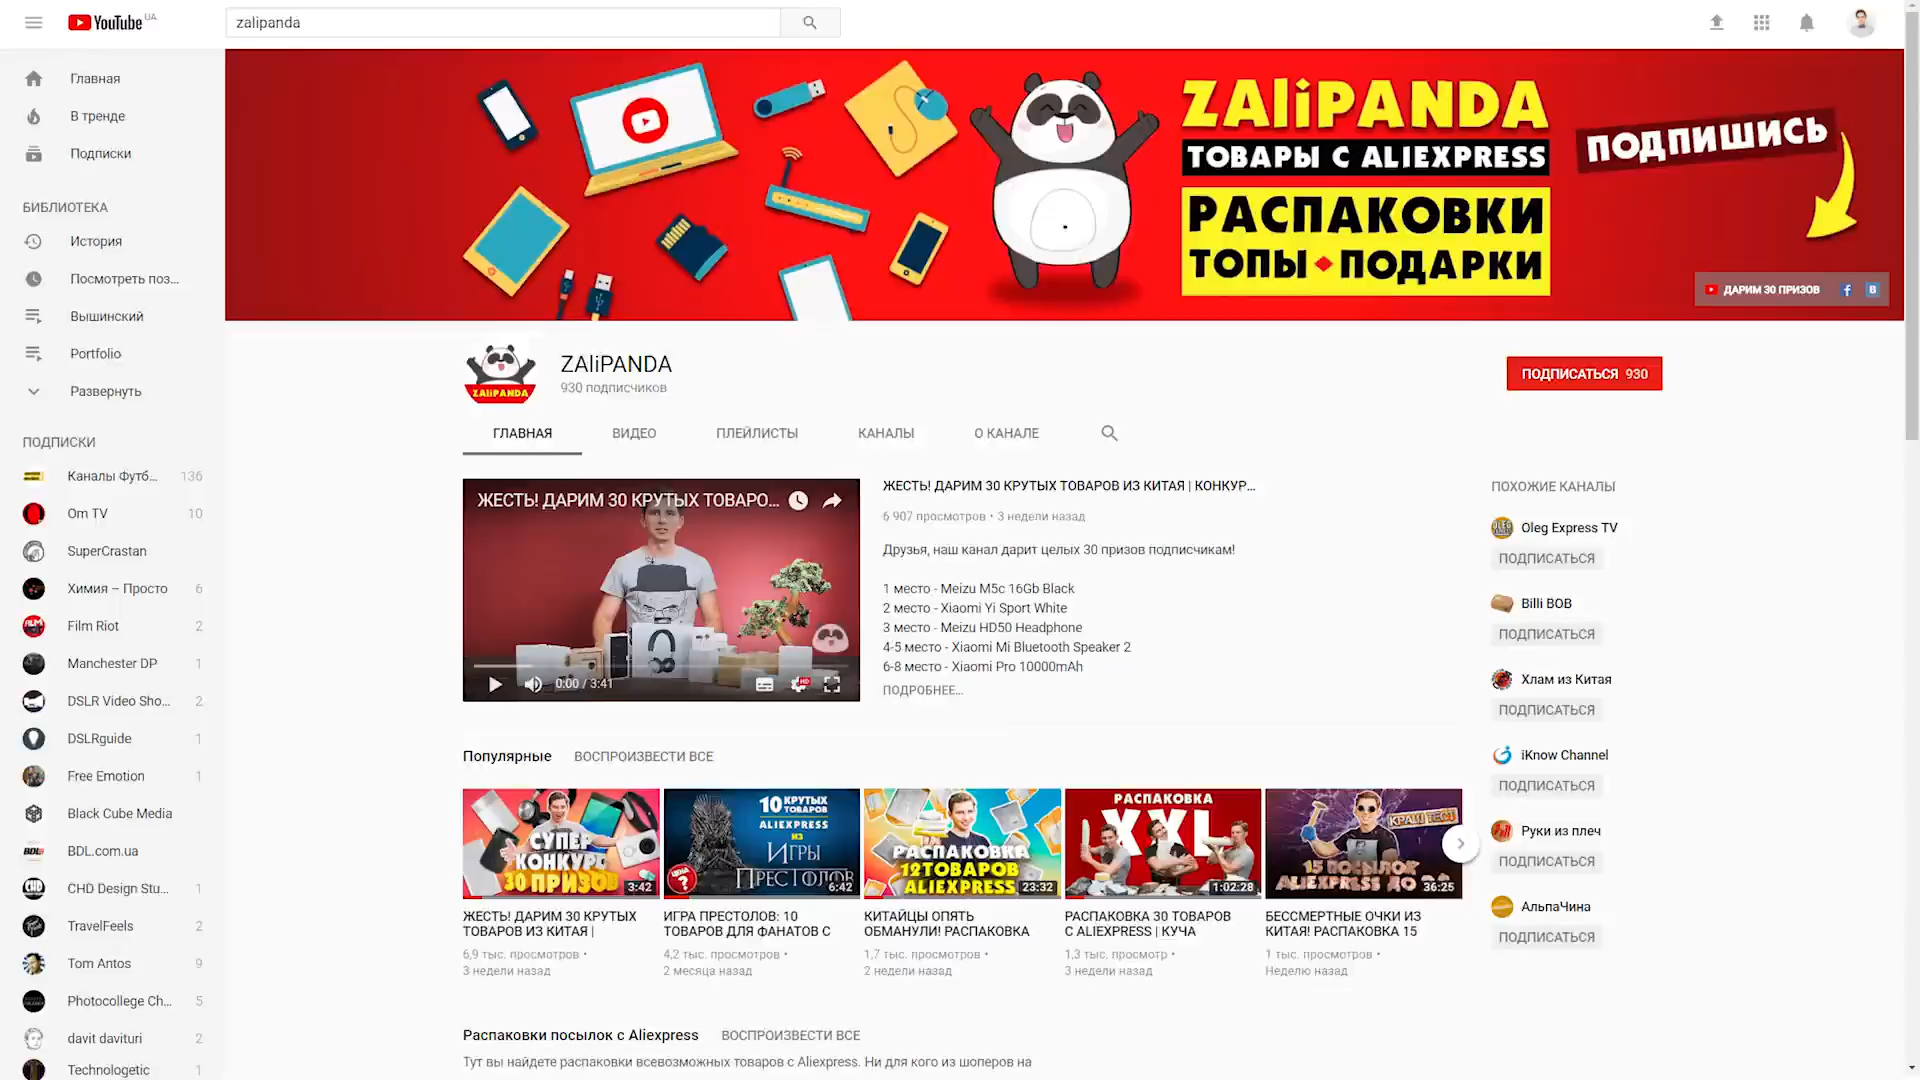 YouTube UA
zalipanda
Главная
В тренде
Подписки
БИБЛИОТЕКА
История
Посмотреть поз...
Вышинский
Portfolio
Развернуть
ПОДПИСКИ
Каналы Футб... 136
Om TV 10
SuperCrastan
Химия – Просто 6
Film Riot 2
Manchester DP 1
DSLR Video Sho... 2
DSLRguide 1
Free Emotion 1
Black Cube Media
BDL.com.ua
CHD Design Stu... 1
TravelFeels 2
Tom Antos 9
Photocollege Ch... 5
davit davituri 2
Technologetic 1
ZAliPANDA
ТОВАРЫ С ALIEXPRESS
РАСПАКОВКИ
ТОПЫ ПОДАРКИ
ПОДПИШИСЬ
ДАРИМ 30 ПРИЗОВ
ZAliPANDA
ZAliPANDA
930 подписчиков
ПОДПИСАТЬСЯ 930
ГЛАВНАЯ ВИДЕО ПЛЕЙЛИСТЫ КАНАЛЫ О КАНАЛЕ
ЖЕСТЬ! ДАРИМ 30 КРУТЫХ ТОВАРО...
0:00 / 3:41
HD
ЖЕСТЬ! ДАРИМ 30 КРУТЫХ ТОВАРОВ ИЗ КИТАЯ | КОНКУР...
6 907 просмотров • 3 недели назад
Друзья, наш канал дарит целых 30 призов подписчикам!
1 место - Meizu M5c 16Gb Black
2 место - Xiaomi Yi Sport White
3 место - Meizu HD50 Headphone
4-5 место - Xiaomi Mi Bluetooth Speaker 2
6-8 место - Xiaomi Pro 10000mAh
ПОДРОБНЕЕ...
ПОХОЖИЕ КАНАЛЫ
Oleg Express TV
ПОДПИСАТЬСЯ
Billi BOB
ПОДПИСАТЬСЯ
Хлам из Китая
ПОДПИСАТЬСЯ
iKnow Channel
ПОДПИСАТЬСЯ
Руки из плеч
ПОДПИСАТЬСЯ
АльпаЧина
ПОДПИСАТЬСЯ
Популярные ВОСПРОИЗВЕСТИ ВСЕ
СУПЕР
КОНКУРС
30 ПРИЗОВ
3:42
ЖЕСТЬ! ДАРИМ 30 КРУТЫХ
ТОВАРОВ ИЗ КИТАЯ |
6,9 тыс. просмотров •
3 недели назад
10 КРУТЫХ
ТОВАРОВ
ALIEXPRESS
ИЗ
ИГРЫ
ПРЕСТОЛОВ
ЦЕНА
?
6:42
ИГРА ПРЕСТОЛОВ: 10
ТОВАРОВ ДЛЯ ФАНАТОВ С
4,2 тыс. просмотров •
2 месяца назад
РАСПАКОВКА
12 ТОВАРОВ
ALIEXPRESS
23:32
КИТАЙЦЫ ОПЯТЬ
ОБМАНУЛИ! РАСПАКОВКА
1,7 тыс. просмотров •
2 недели назад
РАСПАКОВКА
XXL
1:02:28
РАСПАКОВКА 30 ТОВАРОВ
С ALIEXPRESS | КУЧА
1,3 тыс. просмотр •
3 недели назад
КРАШ ТЕСТ
15 ПОСЫЛОК
ALIEXPRESS ДО
36:25
БЕССМЕРТНЫЕ ОЧКИ ИЗ
КИТАЯ! РАСПАКОВКА 15
1 тыс. просмотров •
Неделю назад
Распаковки посылок с Aliexpress ВОСПРОИЗВЕСТИ ВСЕ
Тут вы найдете распаковки всевозможных товаров с Aliexpress. Ни для кого из шоперов на